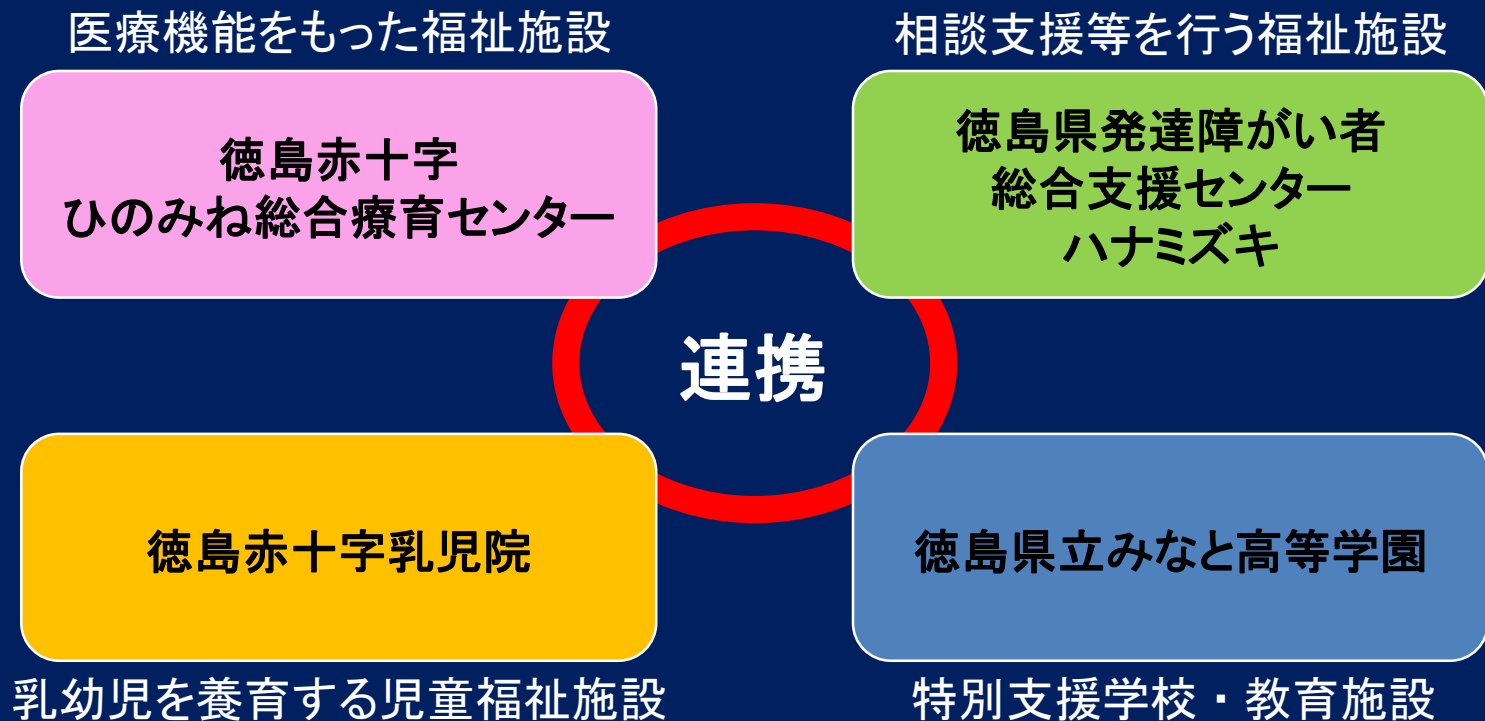 医療機能をもった福祉施設
相談支援等を行う福祉施設
徳島赤十字
ひのみね総合療育センター
徳島県発達障がい者
総合支援センター
ハナミズキ
連携
徳島赤十字乳児院
徳島県立みなと高等学園
乳幼児を養育する児童福祉施設
特別支援学校・教育施設